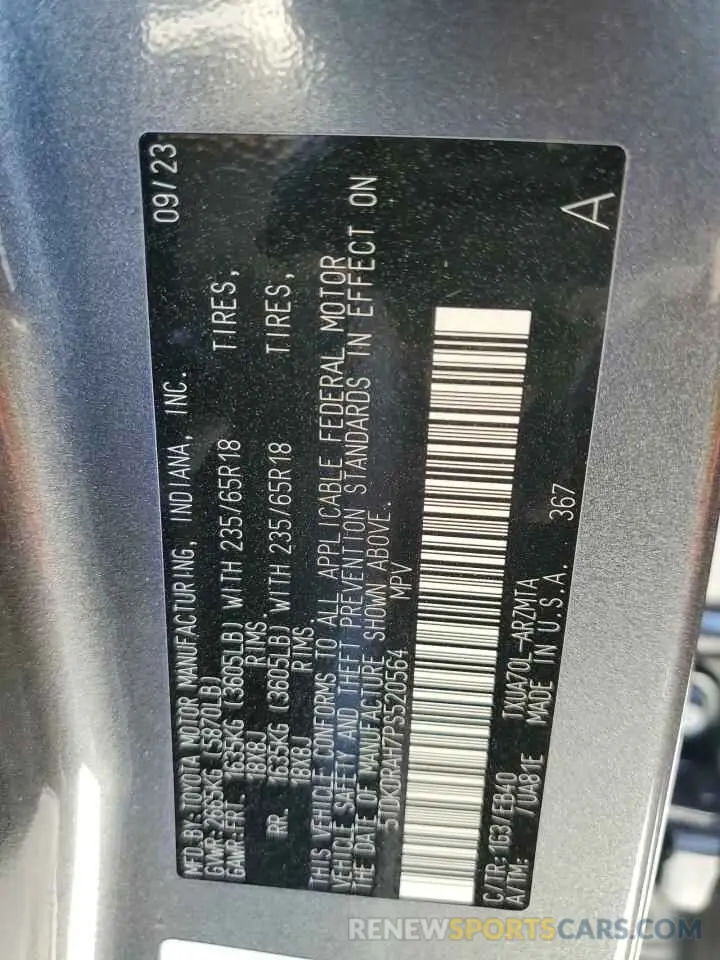 MFD.BY: TOYOTA MOTOR MANUFACTURING, INDIANA, INC. 09/23
GVWR: 2665KG (5870LB)
GAWR: FRT. 1635KG (3605LB) WITH 235/65R18 TIRES,
18X8J RIMS
RR. 1635KG (3605LB) WITH 235/65R18 TIRES,
18X8J RIMS
THIS VEHICLE CONFORMS TO ALL APPLICABLE FEDERAL MOTOR
VEHICLE SAFETY AND THEFT PREVENTION STANDARDS IN EFFECT ON
THE DATE OF MANUFACTURE SHOWN ABOVE.
5TDKDRAH7PS520564 MPV
C/TR: 1G3/EB40 TXUA70L-ARZMTA 367
A/TM: /UA81E MADE IN U.S.A.
A
RENEWSPORTSCARS.COM